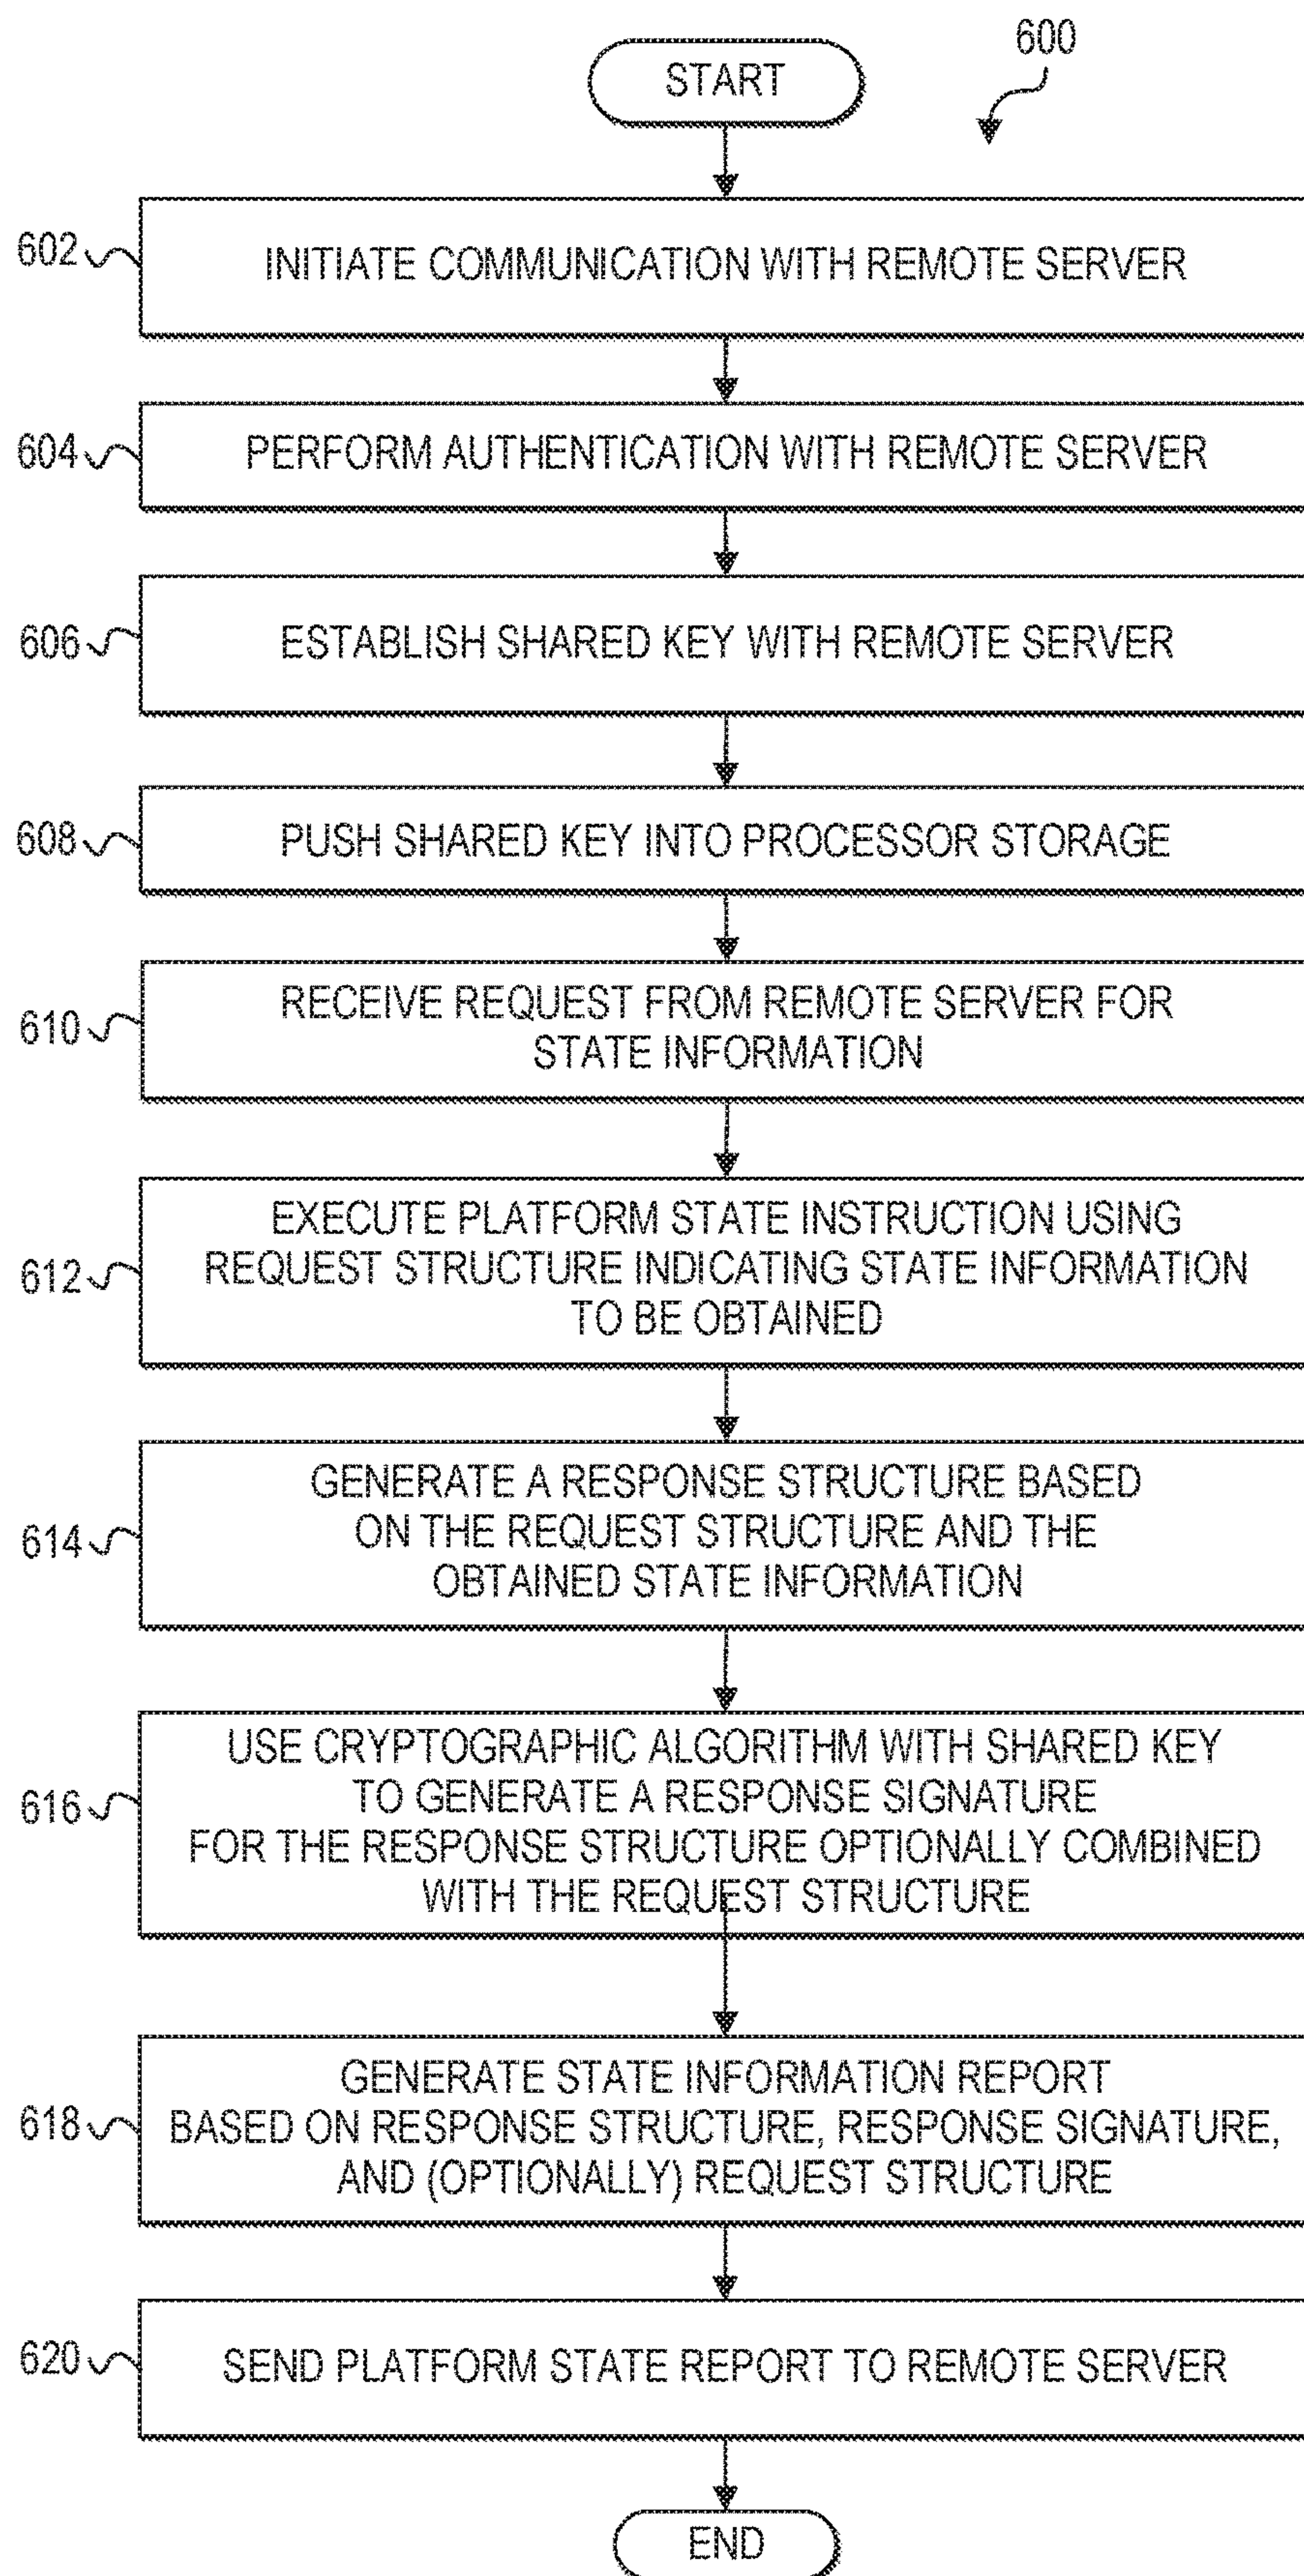 600
START
602
INITIATE COMMUNICATION WITH REMOTE SERVER
604
PERFORM AUTHENTICATION WITH REMOTE SERVER
606
ESTABLISH SHARED KEY WITH REMOTE SERVER
608
PUSH SHARED KEY INTO PROCESSOR STORAGE
610
RECEIVE REQUEST FROM REMOTE SERVER FOR
STATE INFORMATION
612
EXECUTE PLATFORM STATE INSTRUCTION USING
REQUEST STRUCTURE INDICATING STATE INFORMATION
TO BE OBTAINED
614
GENERATE A RESPONSE STRUCTURE BASED
ON THE REQUEST STRUCTURE AND THE
OBTAINED STATE INFORMATION
616
USE CRYPTOGRAPHIC ALGORITHM WITH SHARED KEY
TO GENERATE A RESPONSE SIGNATURE
FOR THE RESPONSE STRUCTURE OPTIONALLY COMBINED
WITH THE REQUEST STRUCTURE
618
GENERATE STATE INFORMATION REPORT
BASED ON RESPONSE STRUCTURE, RESPONSE SIGNATURE,
AND (OPTIONALLY) REQUEST STRUCTURE
620
SEND PLATFORM STATE REPORT TO REMOTE SERVER
END